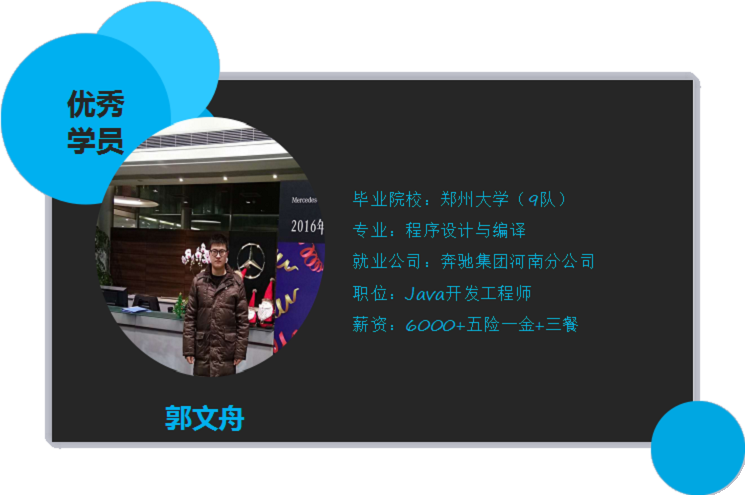 优秀
学员
Mercedes
2016年
毕业院校：郑州大学（9队）
专业：程序设计与编译
就业公司：奔驰集团河南分公司
职位：Java开发工程师
薪资：6000+五险一金+三餐
郭文舟